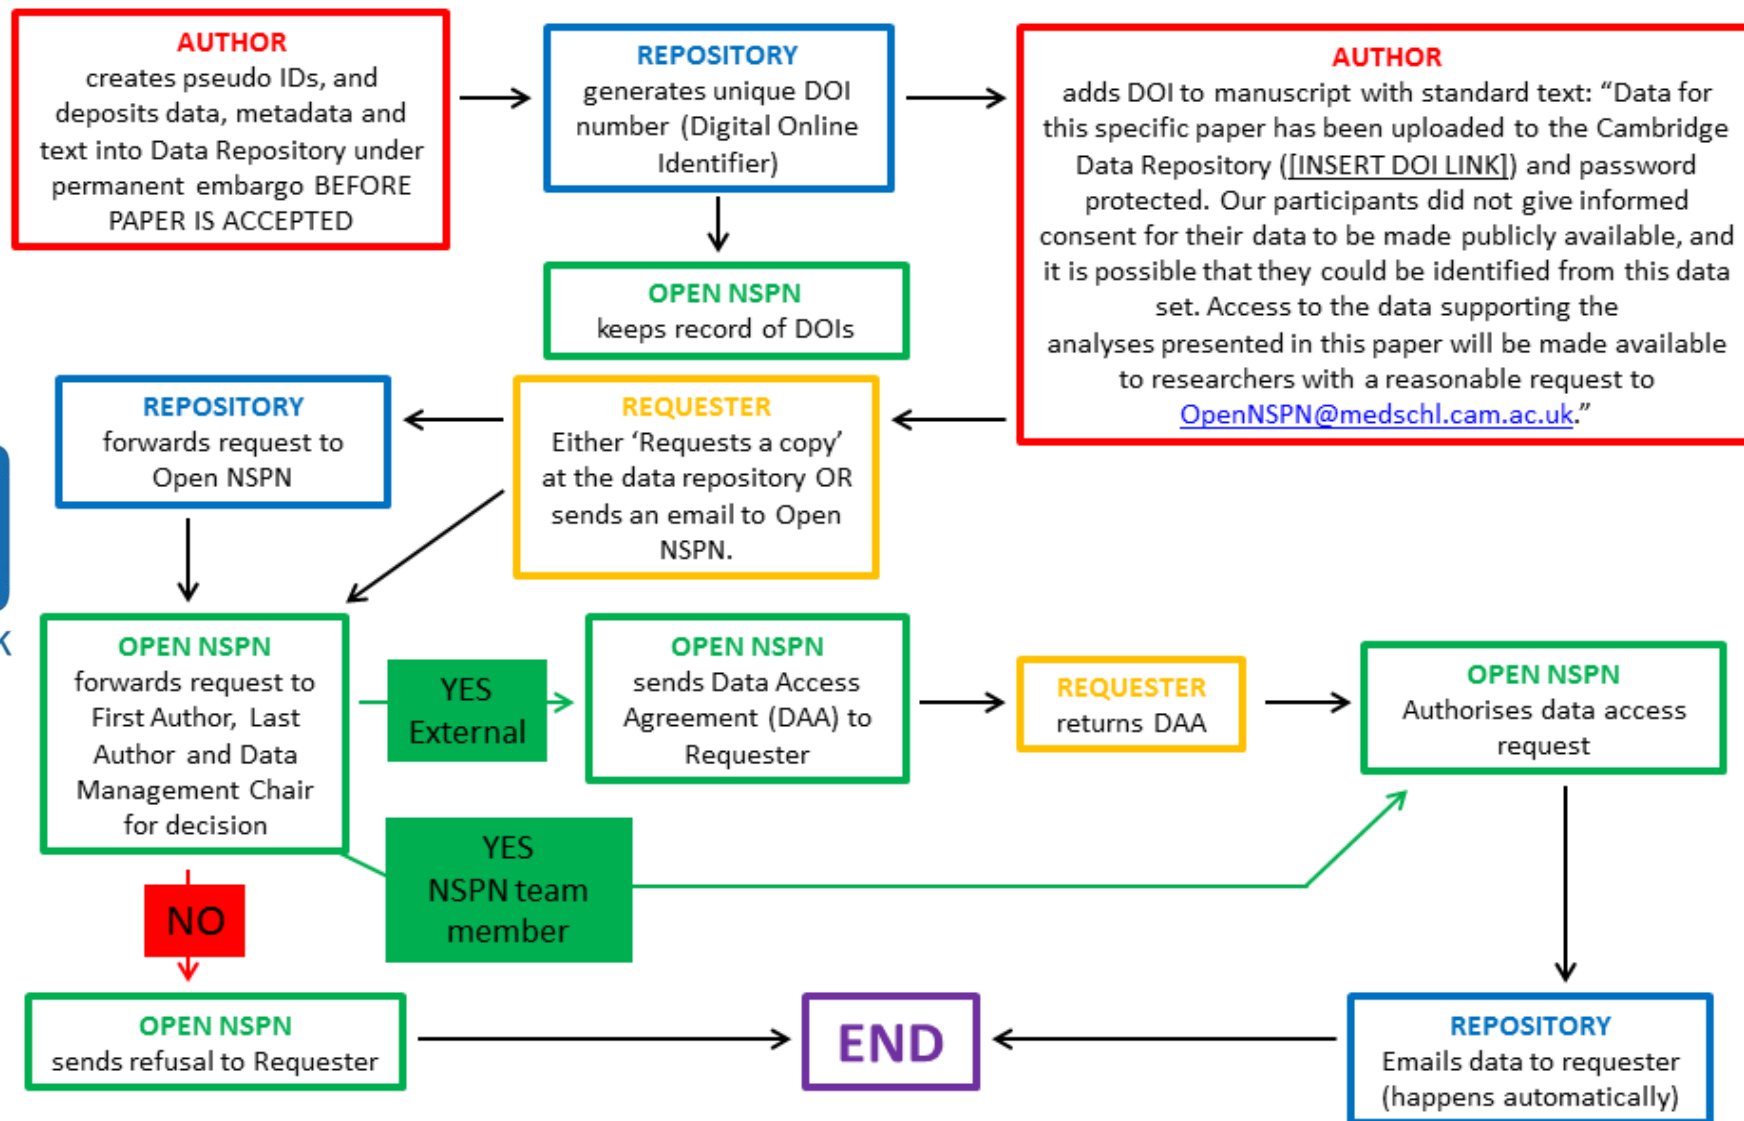 AUTHOR
creates pseudo IDs, and
deposits data, metadata and
text into Data Repository under
permanent embargo BEFORE
PAPER IS ACCEPTED
REPOSITORY
generates unique DOI
number (Digital Online
Identifier)
AUTHOR
adds DOI to manuscript with standard text: “Data for
this specific paper has been uploaded to the Cambridge
Data Repository ([INSERT DOI LINK]) and password
protected. Our participants did not give informed
consent for their data to be made publicly available, and
it is possible that they could be identified from this data
set. Access to the data supporting the
analyses presented in this paper will be made available
to researchers with a reasonable request to
OpenNSPN@medschl.cam.ac.uk.”
OPEN NSPN
keeps record of DOIs
REPOSITORY
forwards request to
Open NSPN
REQUESTER
Either ‘Requests a copy’
at the data repository OR
sends an email to Open
NSPN.
K
OPEN NSPN
forwards request to
First Author, Last
Author and Data
Management Chair
for decision
YES
External
OPEN NSPN
sends Data Access
Agreement (DAA) to
Requester
REQUESTER
returns DAA
OPEN NSPN
Authorises data access
request
YES
NSPN team
member
NO
OPEN NSPN
sends refusal to Requester
END
REPOSITORY
Emails data to requester
(happens automatically)